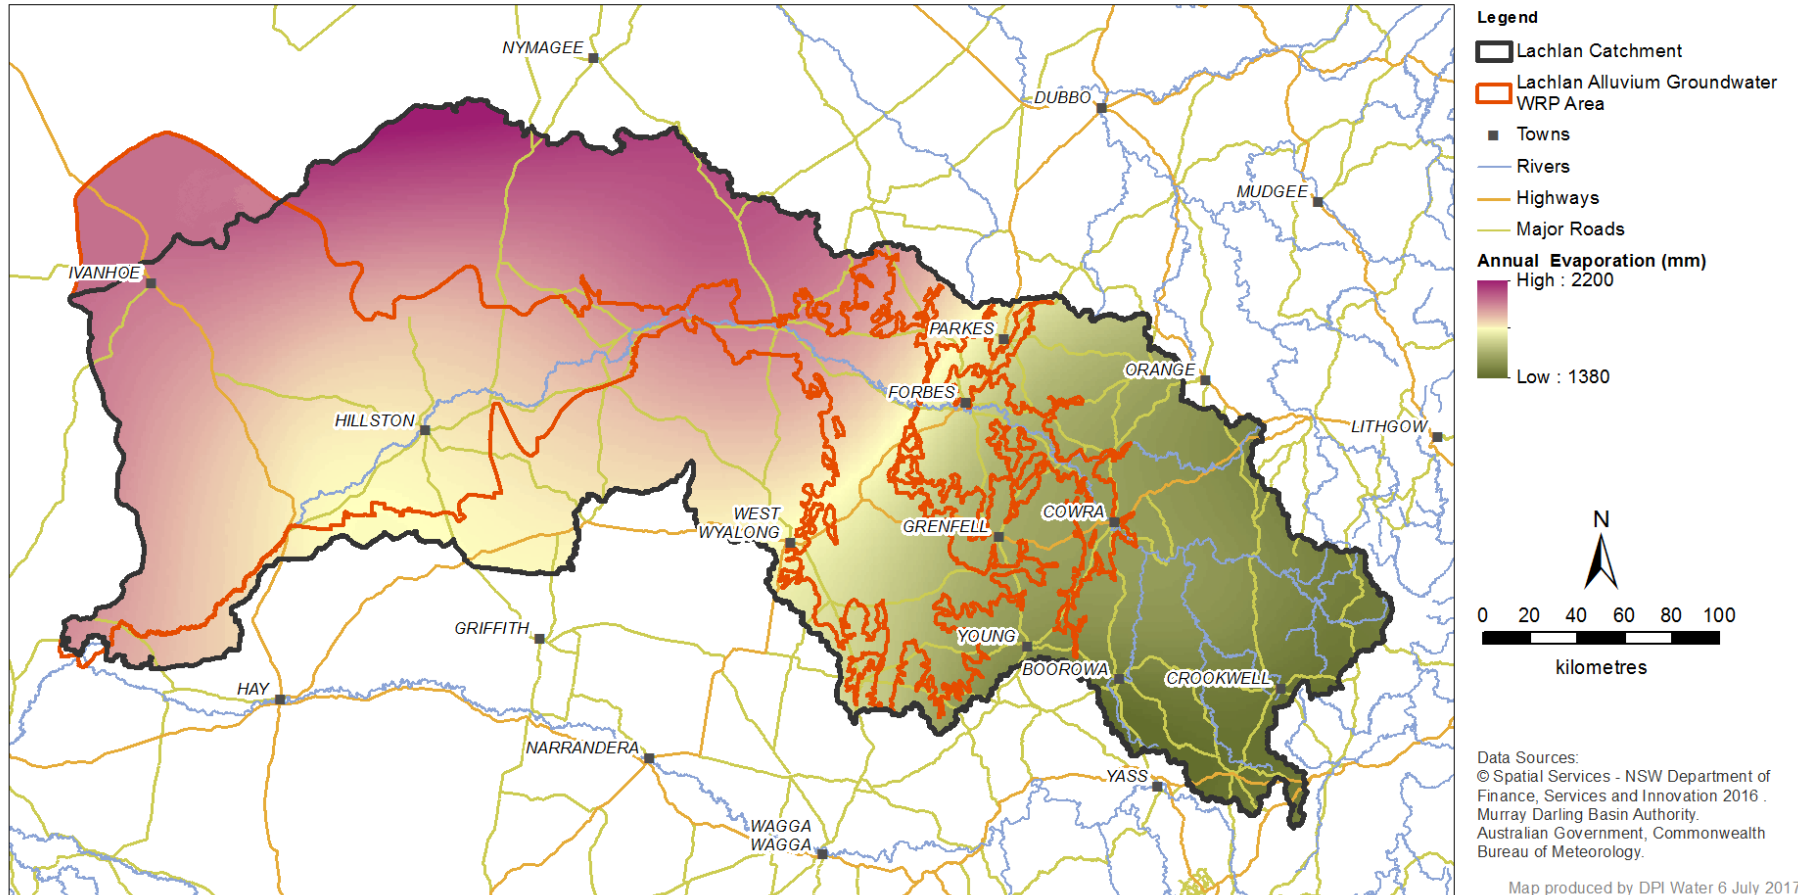 NYMAGEE
DUBBO
MUDGEE
IVANHOE
PARKES
ORANGE
FORBES
HILLSTON
LITHGOW
WEST
WYALONG
GRENFELL
COWRA
GRIFFITH
YOUNG
BOOROWA
CROOKWELL
HAY
NARRANDERA
YASS
WAGGA
WAGGA
Legend
Lachlan Catchment
Lachlan Alluvium Groundwater
WRP Area
Towns
Rivers
Highways
Major Roads
Annual Evaporation (mm)
High : 2200
Low : 1380
N
0 20 40 60 80 100
kilometres
Data Sources:
© Spatial Services - NSW Department of
Finance, Services and Innovation 2016 .
Murray Darling Basin Authority.
Australian Government, Commonwealth
Bureau of Meteorology.
Map produced by DPI Water 6 July 2017